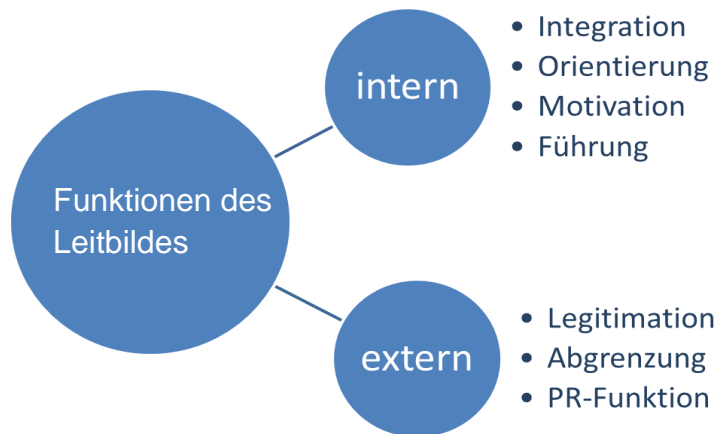 Funktionen des
Leitbildes
intern
• Integration
• Orientierung
• Motivation
• Führung
extern
• Legitimation
• Abgrenzung
• PR-Funktion